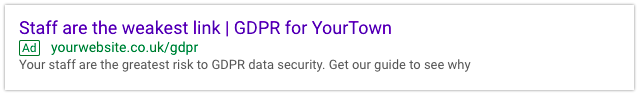 Staff are the weakest link | GDPR for YourTown
Ad yourwebsite.co.uk/gdpr
Your staff are the greatest risk to GDPR data security. Get our guide to see why